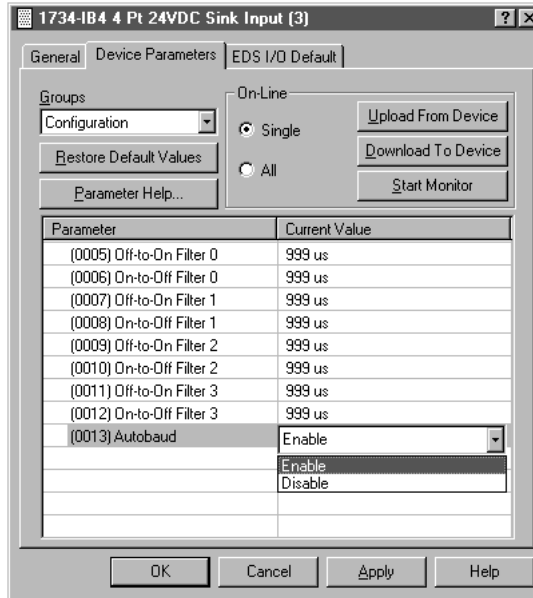 1734-IB4 4 Pt 24VDC Sink Input (3)
General Device Parameters EDS I/O Default
Groups
Configuration
Restore Default Values
Parameter Help...
On-Line
Single
All
Upload From Device
Download To Device
Start Monitor
Parameter Current Value
(0005) Off-to-On Filter 0 999 us
(0006) On-to-Off Filter 0 999 us
(0007) Off-to-On Filter 1 999 us
(0008) On-to-Off Filter 1 999 us
(0009) Off-to-On Filter 2 999 us
(0010) On-to-Off Filter 2 999 us
(0011) Off-to-On Filter 3 999 us
(0012) On-to-Off Filter 3 999 us
(0013) Autobaud Enable
Enable
Disable
OK Cancel Apply Help